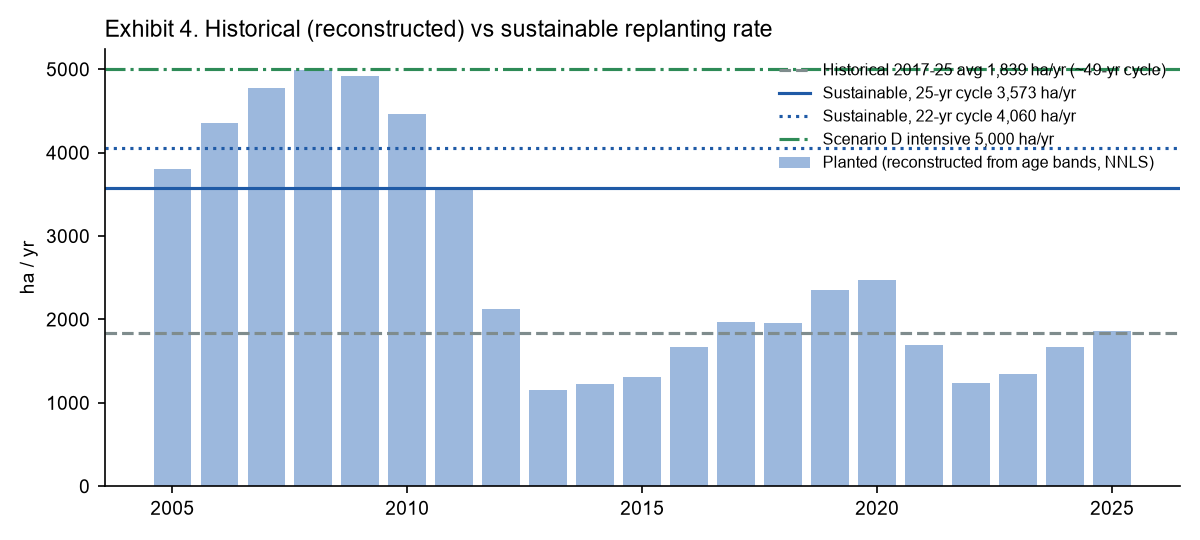 Exhibit 4. Historical (reconstructed) vs sustainable replanting rate
5000
4000
3000
2000
1000
0
ha / yr
Historical 2017-25 avg 1,839 ha/yr (~49-yr cycle)
Sustainable, 25-yr cycle 3,573 ha/yr
Sustainable, 22-yr cycle 4,060 ha/yr
Scenario D intensive 5,000 ha/yr
Planted (reconstructed from age bands, NNLS)
2005
2010
2015
2020
2025